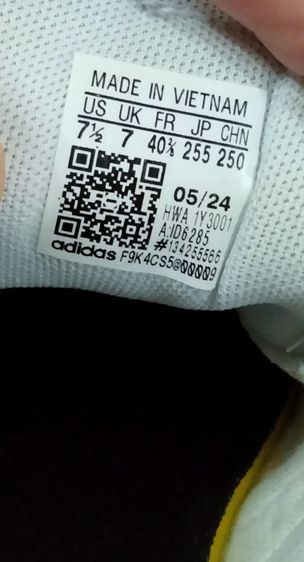 MADE IN VIETNAM
US UK FR JP CHN
7½ 7 40⅔ 255 250
05/24
HWA 1Y3001
A:ID6285
#134255566
adidas F9K4CS5@00009